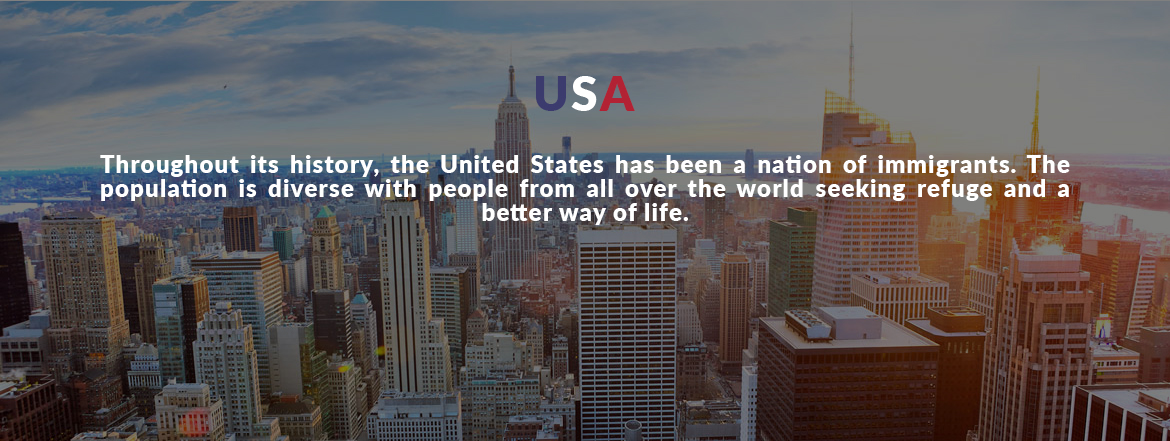 USA
Throughout its history, the United States has been a nation of immigrants. The
population is diverse with people from all over the world seeking refuge and a
better way of life.